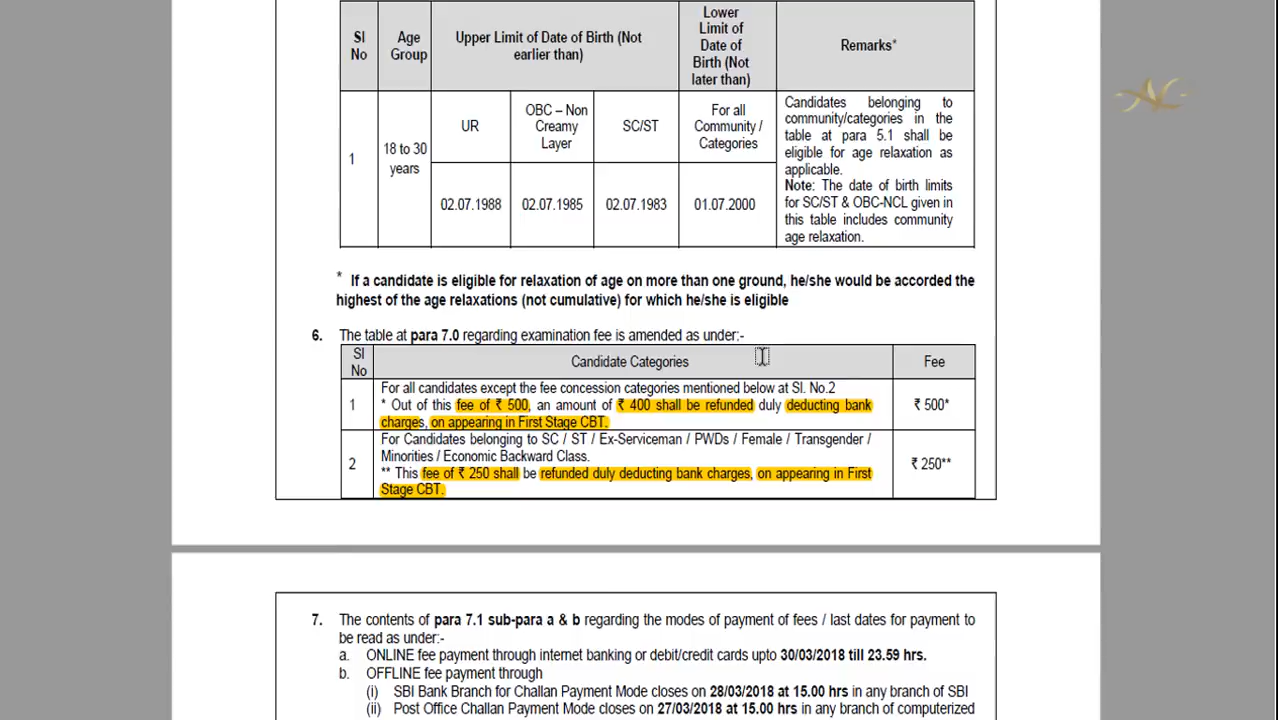 Sl No
Age Group
Upper Limit of Date of Birth (Not earlier than)
Lower Limit of Date of Birth (Not later than)
Remarks*
1
18 to 30 years
UR
OBC – Non Creamy Layer
SC/ST
For all Community / Categories
02.07.1988
02.07.1985
02.07.1983
01.07.2000
Candidates belonging to
community/categories in the
table at para 5.1 shall be
eligible for age relaxation as
applicable.
Note: The date of birth limits
for SC/ST & OBC-NCL given in
this table includes community
age relaxation.
* If a candidate is eligible for relaxation of age on more than one ground, he/she would be accorded the
highest of the age relaxations (not cumulative) for which he/she is eligible
6. The table at para 7.0 regarding examination fee is amended as under:-
Sl No
Candidate Categories
Fee
1
For all candidates except the fee concession categories mentioned below at Sl. No.2
* Out of this fee of ₹ 500, an amount of ₹ 400 shall be refunded duly deducting bank
charges, on appearing in First Stage CBT.
₹ 500*
2
For Candidates belonging to SC / ST / Ex-Serviceman / PWDs / Female / Transgender /
Minorities / Economic Backward Class.
** This fee of ₹ 250 shall be refunded duly deducting bank charges, on appearing in First
Stage CBT.
₹ 250**
7. The contents of para 7.1 sub-para a & b regarding the modes of payment of fees / last dates for payment to
be read as under:-
a. ONLINE fee payment through internet banking or debit/credit cards upto 30/03/2018 till 23.59 hrs.
b. OFFLINE fee payment through
(i) SBI Bank Branch for Challan Payment Mode closes on 28/03/2018 at 15.00 hrs in any branch of SBI
(ii) Post Office Challan Payment Mode closes on 27/03/2018 at 15.00 hrs in any branch of computerized